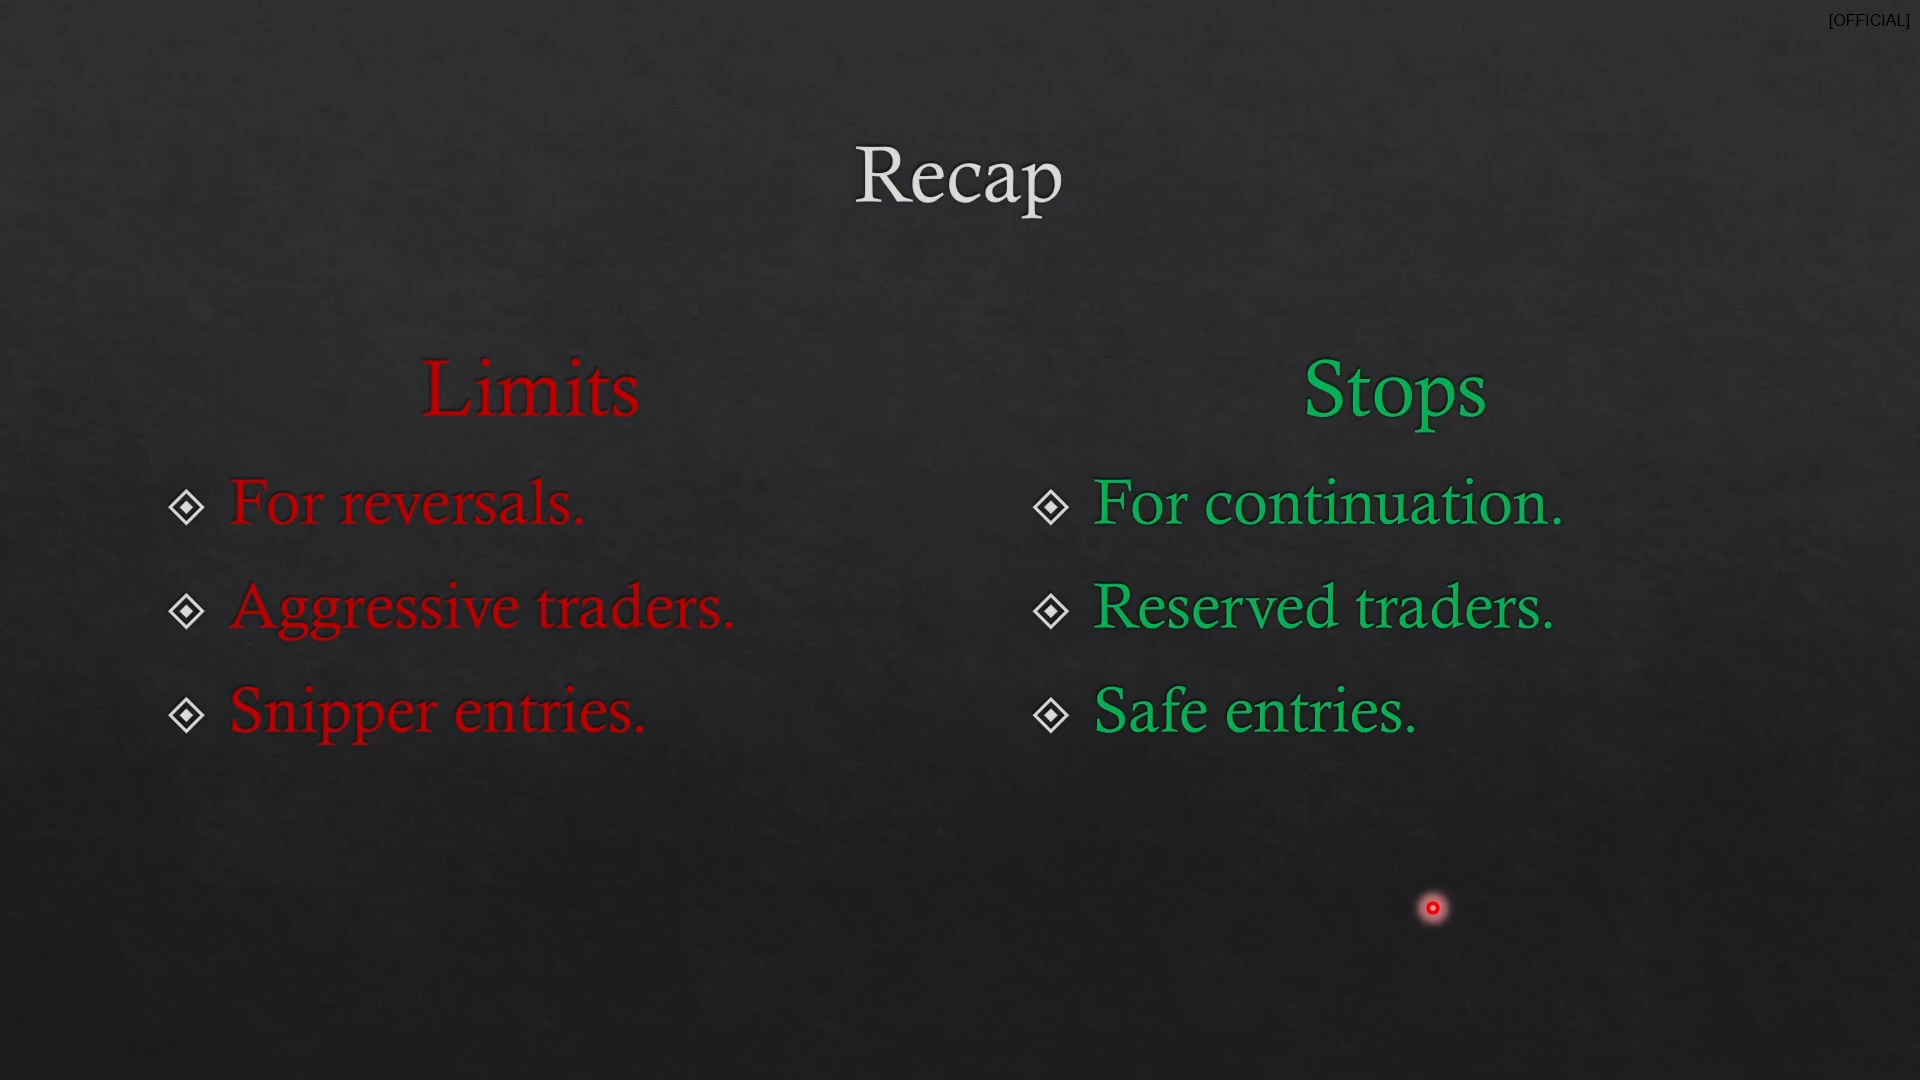 [OFFICIAL]
Recap
Limits
For reversals.
Aggressive traders.
Snipper entries.
Stops
For continuation.
Reserved traders.
Safe entries.